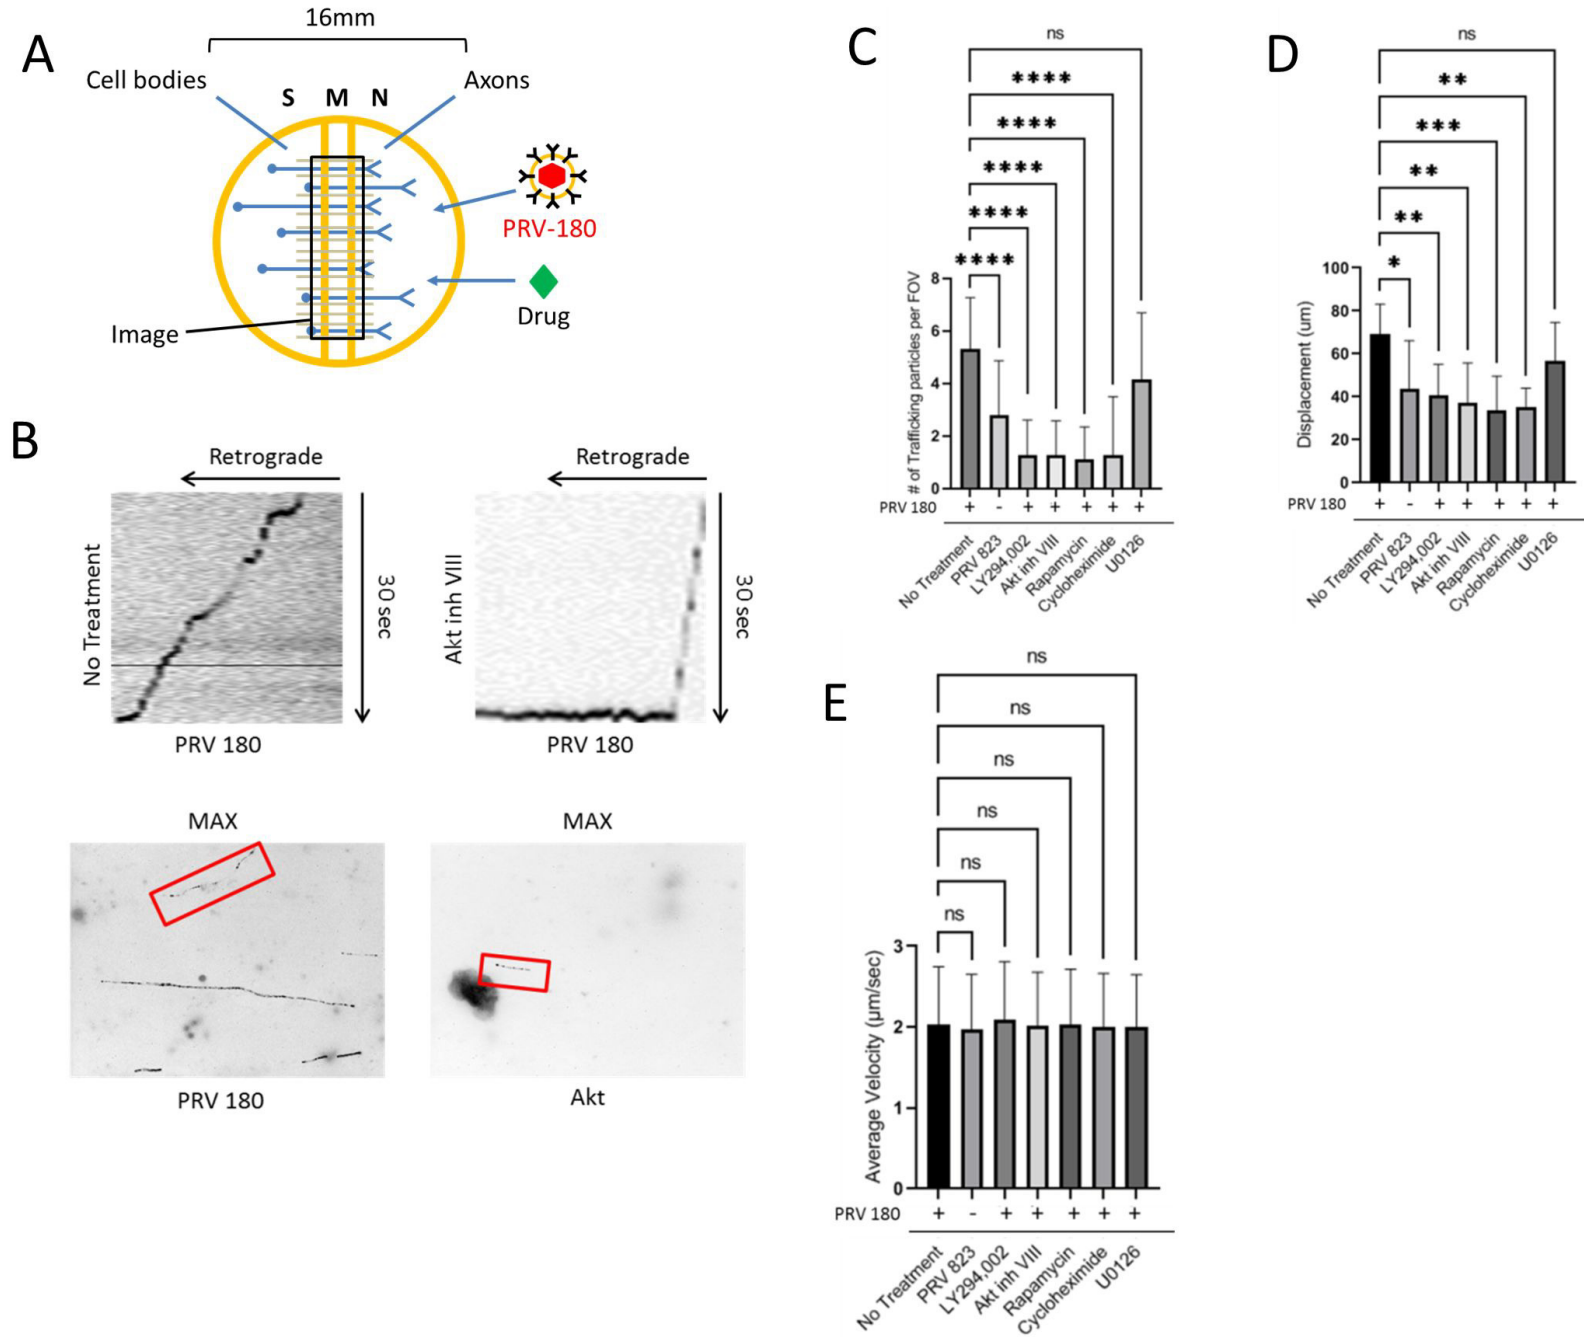 A
16mm
Cell bodies
Axons
S M N
PRV-180
Drug
Image
B
Retrograde
No Treatment
30 sec
PRV 180
Retrograde
Akt inh VIII
30 sec
PRV 180
MAX
PRV 180
MAX
Akt
C
ns
****
****
****
****
****
# of Trafficking particles per FOV
8
6
4
2
0
PRV 180 + - + + + + +
No Treatment
PRV 823
LY294,002
Akt inh VIII
Rapamycin
Cycloheximide
U0126
D
ns
**
***
**
**
*
Displacement (um)
100
80
60
40
20
0
PRV 180 + - + + + + +
No Treatment
PRV 823
LY294,002
Akt inh VIII
Rapamycin
Cycloheximide
U0126
E
ns
ns
ns
ns
ns
ns
Average Velocity (µm/sec)
3
2
1
0
PRV 180 + - + + + + +
No Treatment
PRV 823
LY294,002
Akt inh VIII
Rapamycin
Cycloheximide
U0126